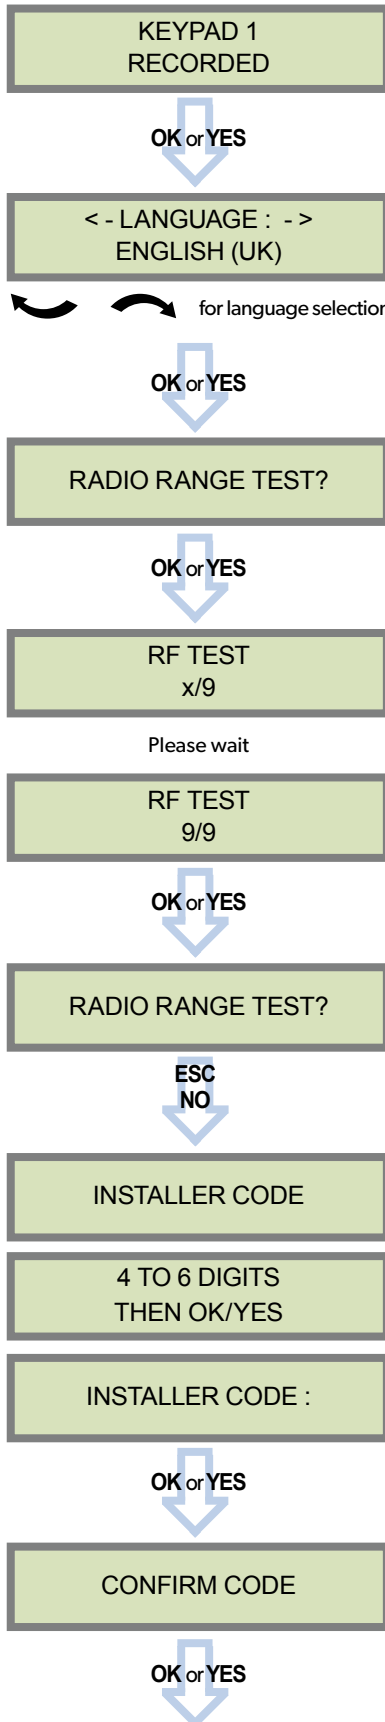 KEYPAD 1
RECORDED
OK or YES
< - LANGUAGE :  - >
ENGLISH (UK)
for language selection
OK or YES
RADIO RANGE TEST?
OK or YES
RF TEST
x/9
Please wait
RF TEST
9/9
OK or YES
RADIO RANGE TEST?
ESC
NO
INSTALLER CODE
4 TO 6 DIGITS
THEN OK/YES
INSTALLER CODE :
OK or YES
CONFIRM CODE
OK or YES